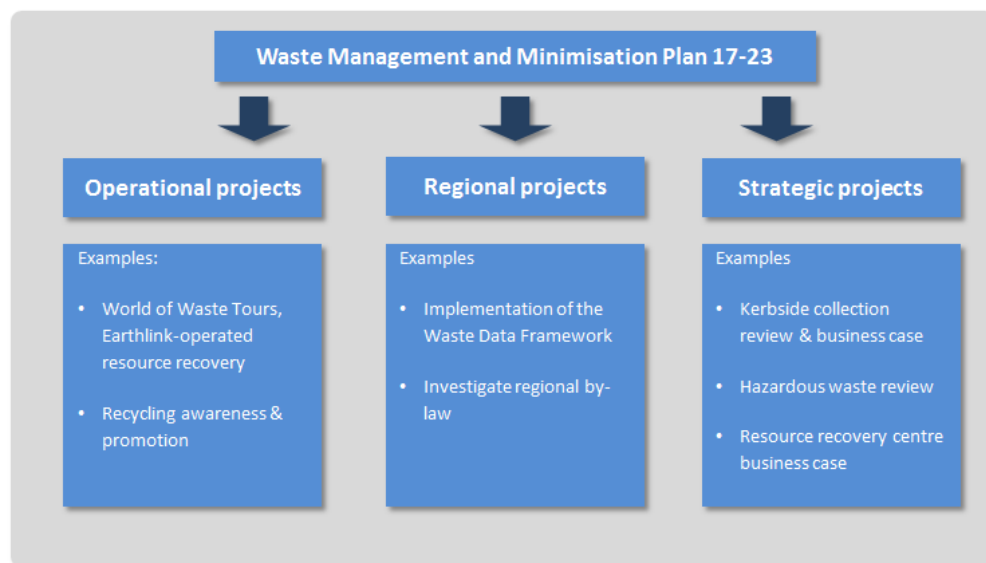 Waste Management and Minimisation Plan 17-23
Operational projects
Regional projects
Strategic projects
Examples:
• World of Waste Tours,
Earthlink-operated
resource recovery
• Recycling awareness &
promotion
Examples
• Implementation of the
Waste Data Framework
• Investigate regional by-
law
Examples
• Kerbside collection
review & business case
• Hazardous waste review
• Resource recovery centre
business case